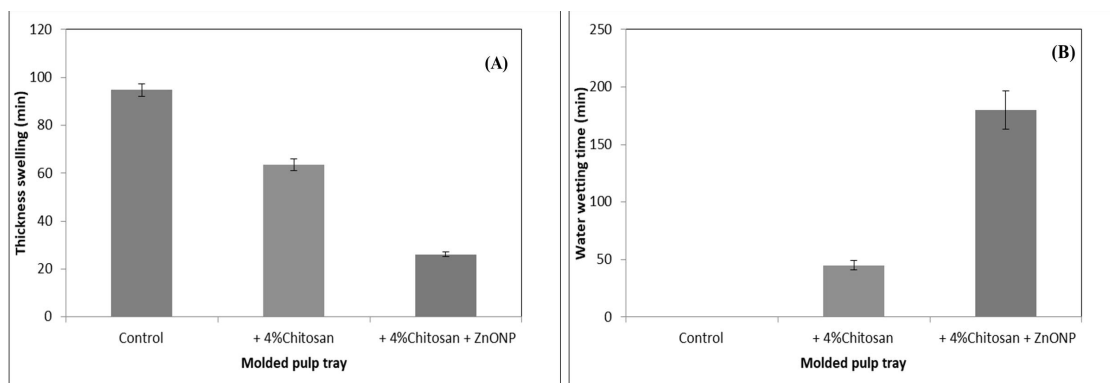 120
100
80
60
40
20
0
Thickness swelling (min)
(A)
Control
+ 4%Chitosan
+ 4%Chitosan + ZnONP
Molded pulp tray
250
200
150
100
50
0
Water wetting time (min)
(B)
Control
+ 4%Chitosan
+ 4%Chitosan + ZnONP
Molded pulp tray